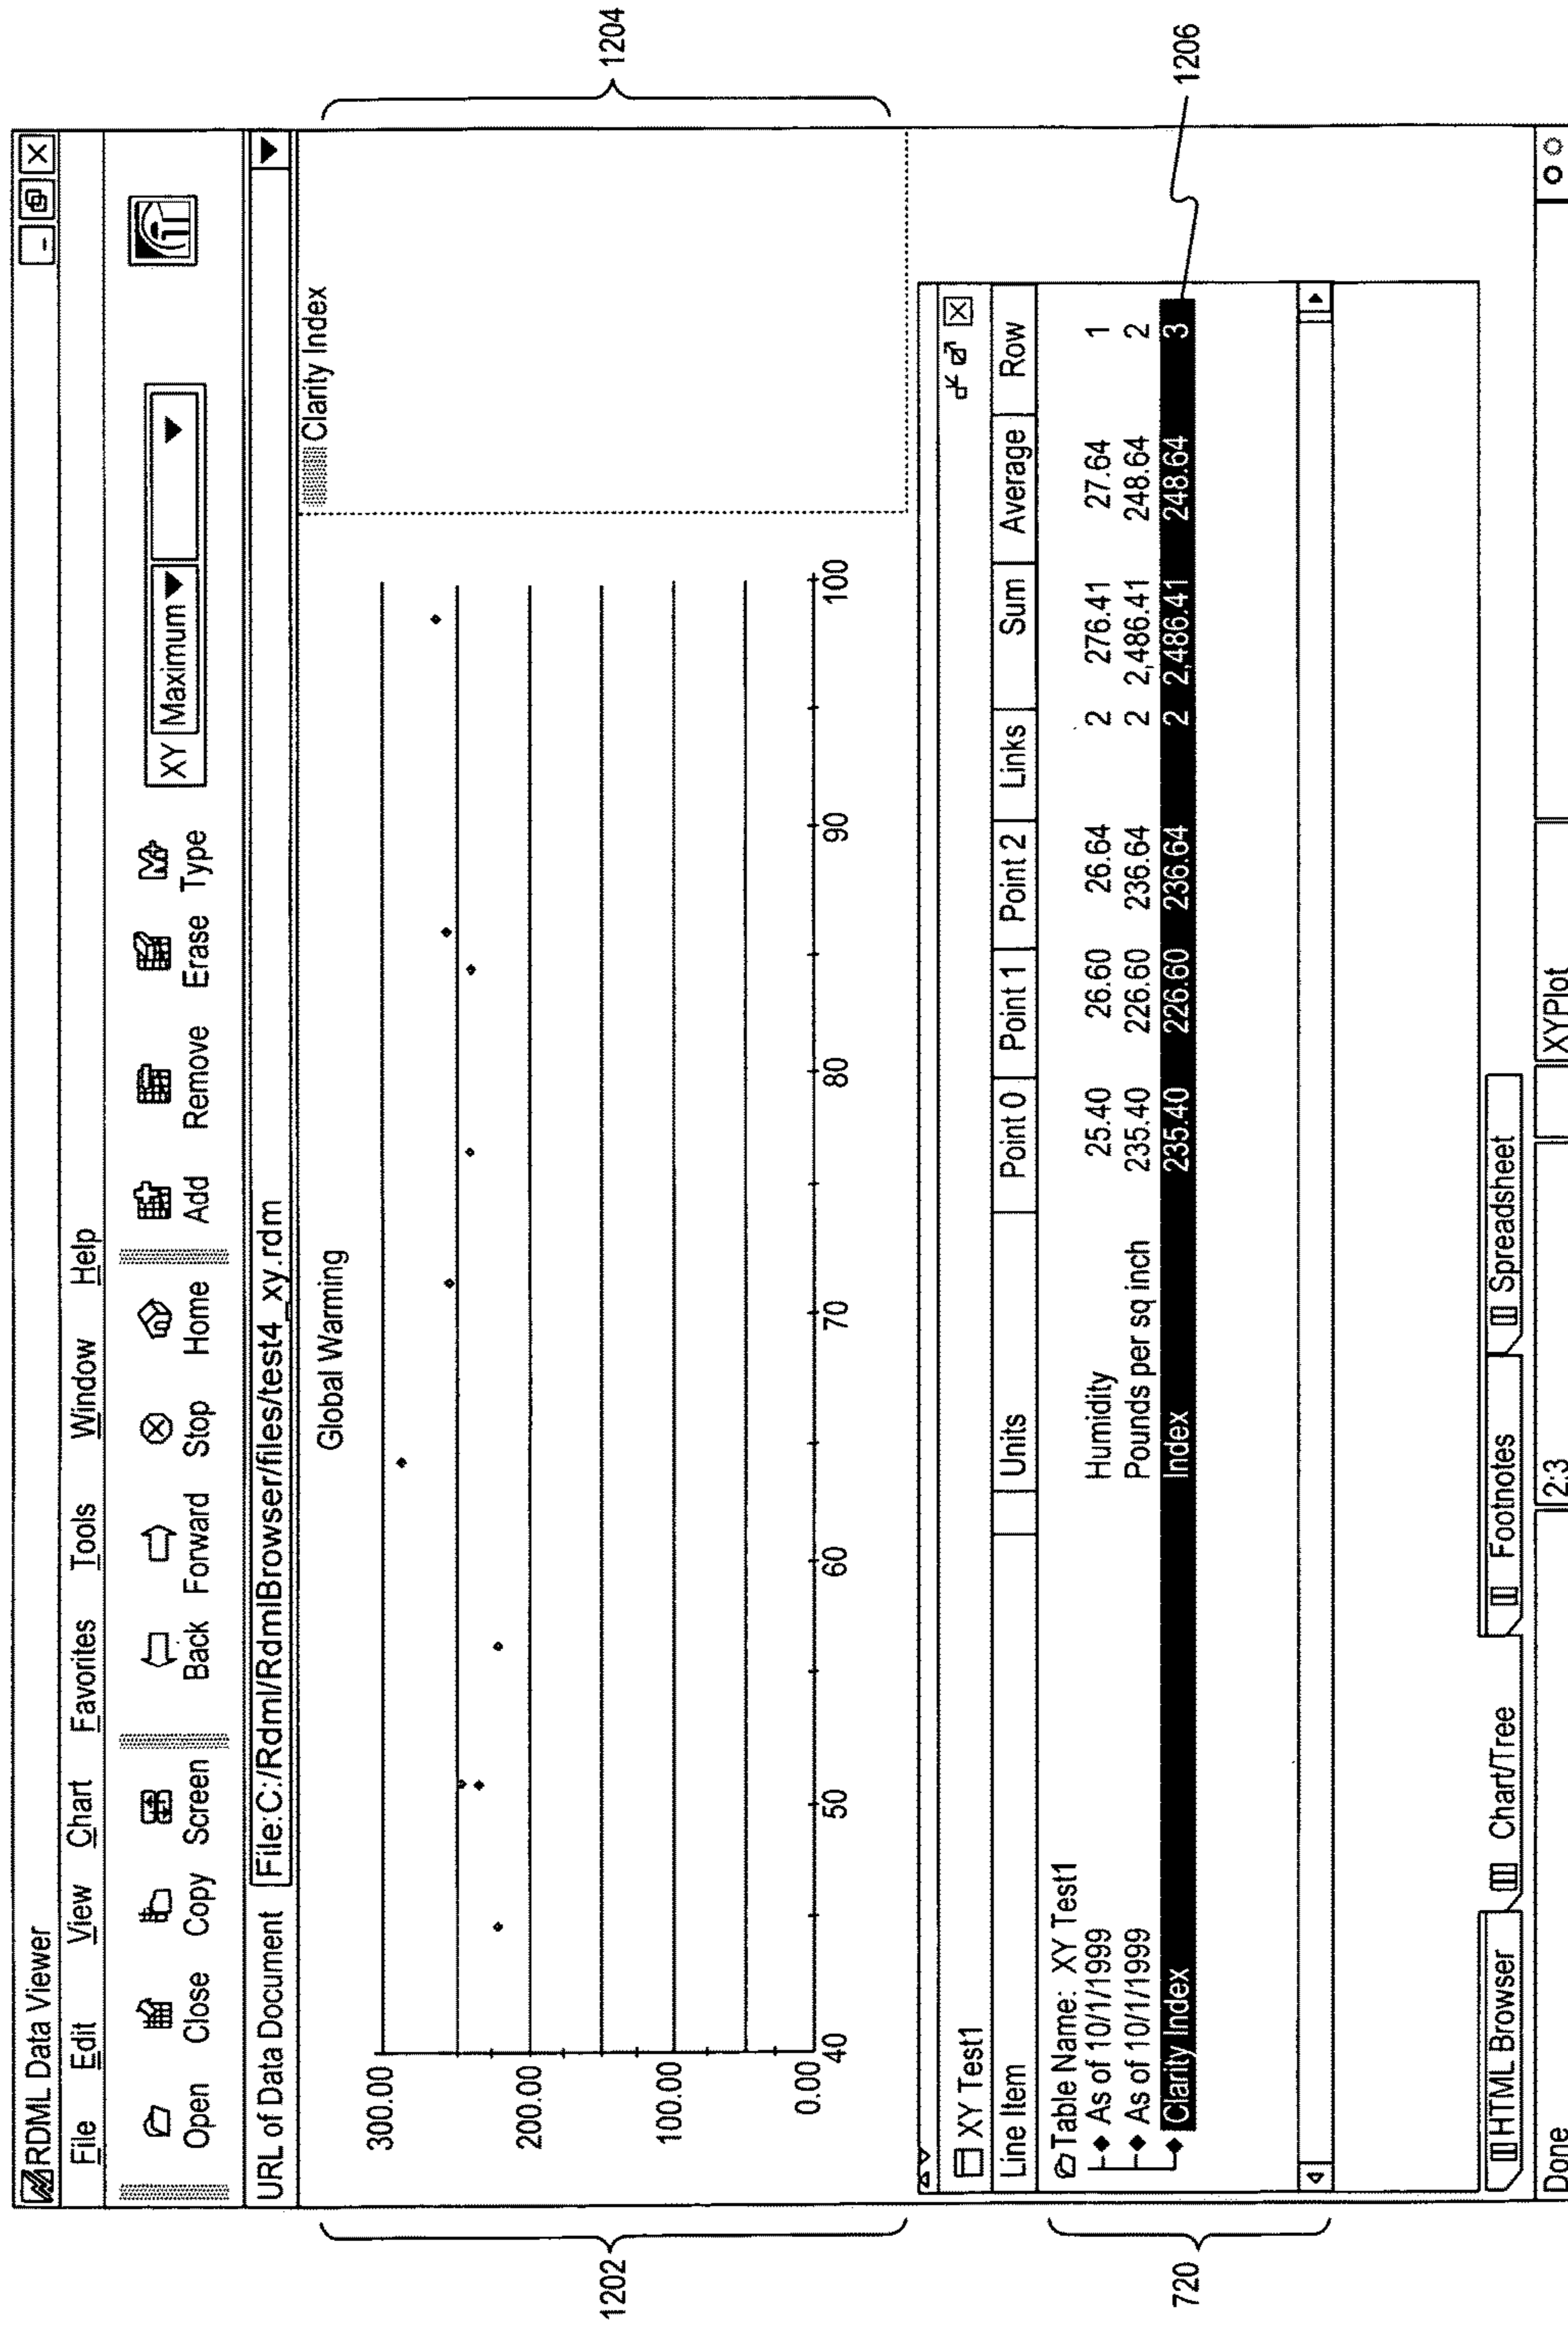 RDML Data Viewer
File Edit View Chart Favorites Tools Window Help
Open Close Copy Screen Back Forward Stop Home Add Remove Erase Type XY Maximum
URL of Data Document File:C:/Rdml/RdmlBrowser/files/test4_xy.rdm
Global Warming
Clarity Index
300.00
200.00
100.00
0.00
40 50 60 70 80 90 100
1202
1204
XY Test1
Line Item Units Point 0 Point 1 Point 2 Links Sum Average Row
Table Name: XY Test1
As of 10/1/1999 Humidity 25.40 26.60 26.64 2 276.41 27.64 1
As of 10/1/1999 Pounds per sq inch 235.40 226.60 236.64 2 2,486.41 248.64 2
Clarity Index Index 235.40 226.60 236.64 2 2,486.41 248.64 3
720
1206
HTML Browser Chart/Tree Footnotes Spreadsheet
Done 2:3 XYPlot